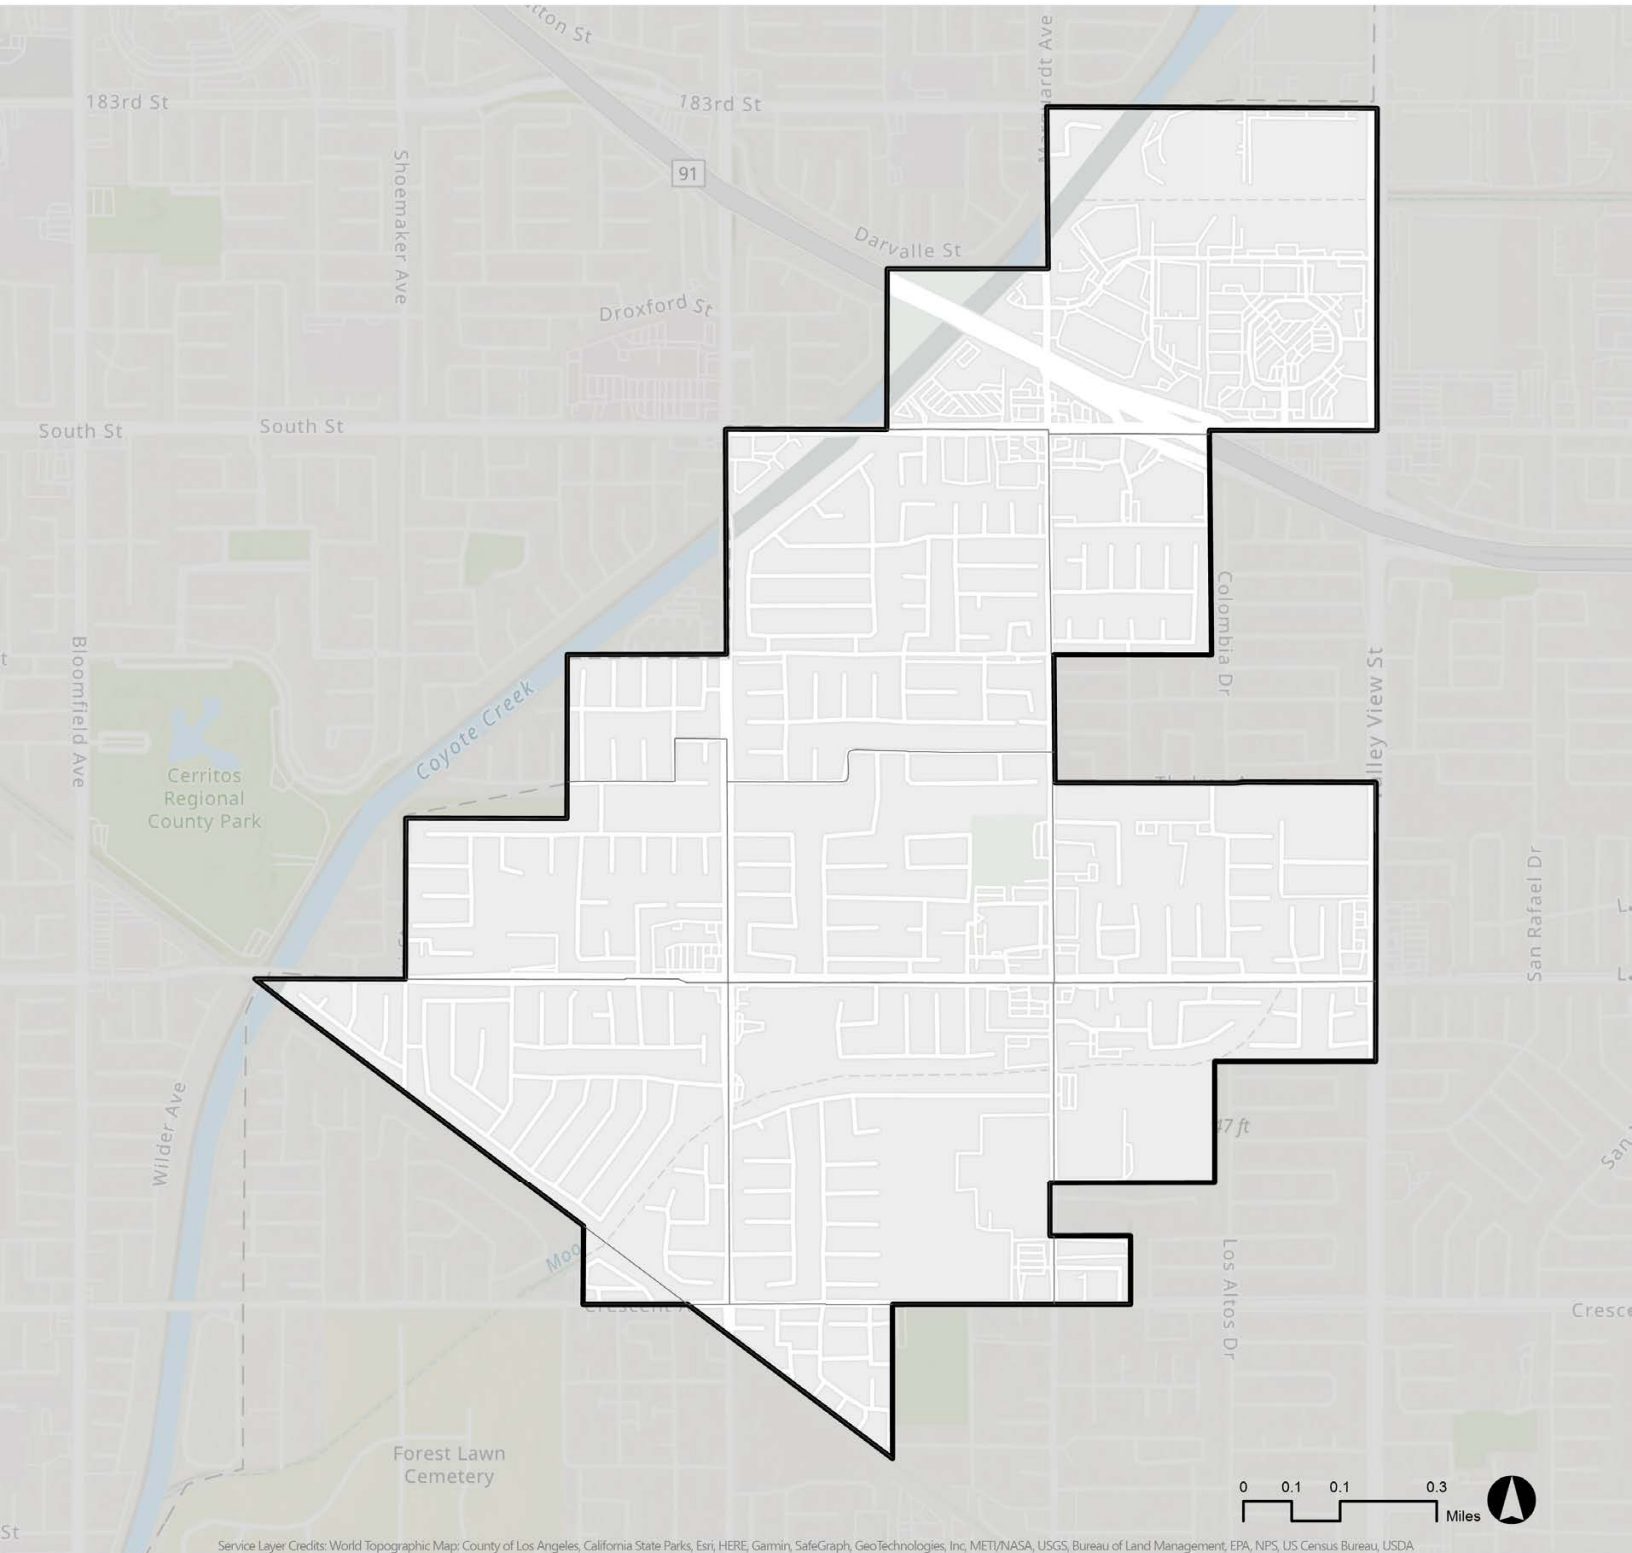 183rd St
183rd St
91
Shoemaker Ave
Darvalle St
Droxford St
South St
South St
Colombia Dr
Bloomfield Ave
Coyote Creek
Cerritos
Regional
County Park
San Rafael Dr
Wilder Ave
47 ft
Los Altos Dr
Forest Lawn
Cemetery
0 0.1 0.1 0.3
Miles
St
Service Layer Credits: World Topographic Map: County of Los Angeles, California State Parks, Esri, HERE, Garmin, SafeGraph, GeoTechnologies, Inc, METI/NASA, USGS, Bureau of Land Management, EPA, NPS, US Census Bureau, USDA